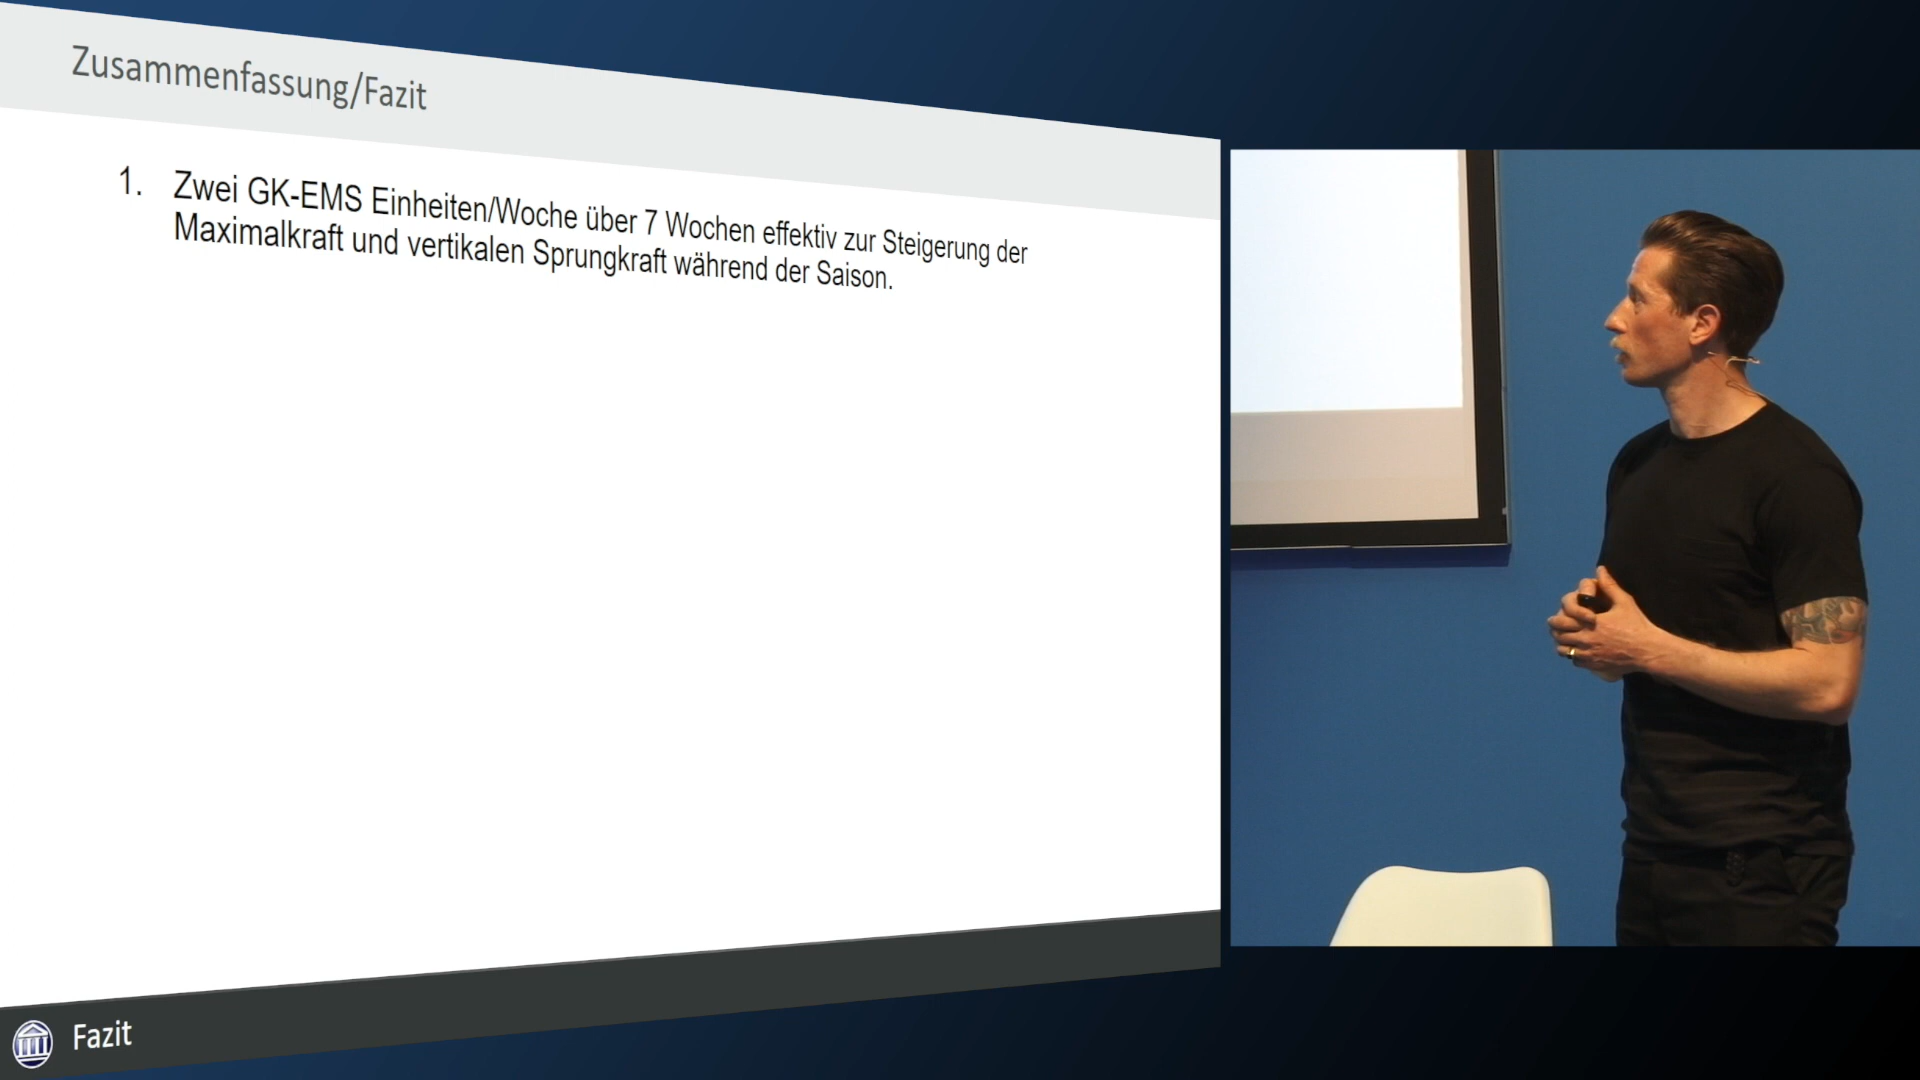 Zusammenfassung/Fazit
1. Zwei GK-EMS Einheiten/Woche über 7 Wochen effektiv zur Steigerung der
Maximalkraft und vertikalen Sprungkraft während der Saison.
Fazit